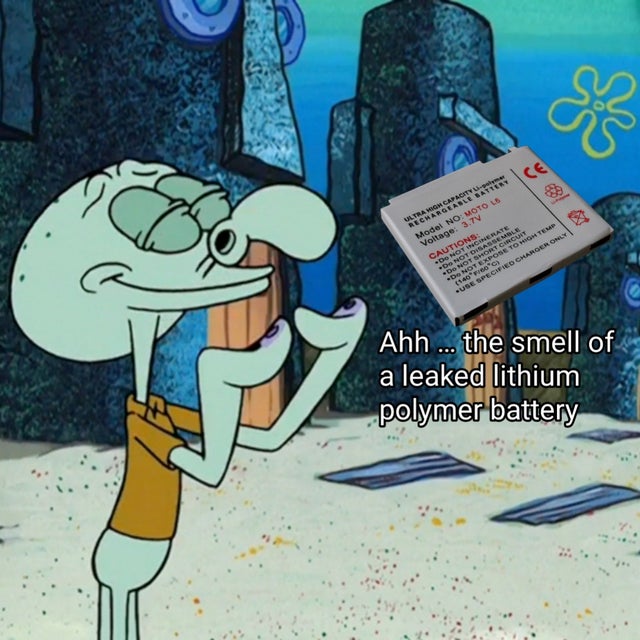 ULTRA HIGH CAPACITY Li-polymer
RECHARGEABLE BATTERY
Model NO: MOTO L6
Voltage: 3.7V
CAUTIONS:
•Do NOT INCINERATE
•Do NOT DISASSEMBLE
•Do NOT SHORT CIRCUIT
•Do NOT EXPOSE TO HIGH TEMP
(140°F/60°C)
•USE SPECIFIED CHARGER ONLY
CE
Ahh ... the smell of
a leaked lithium
polymer battery